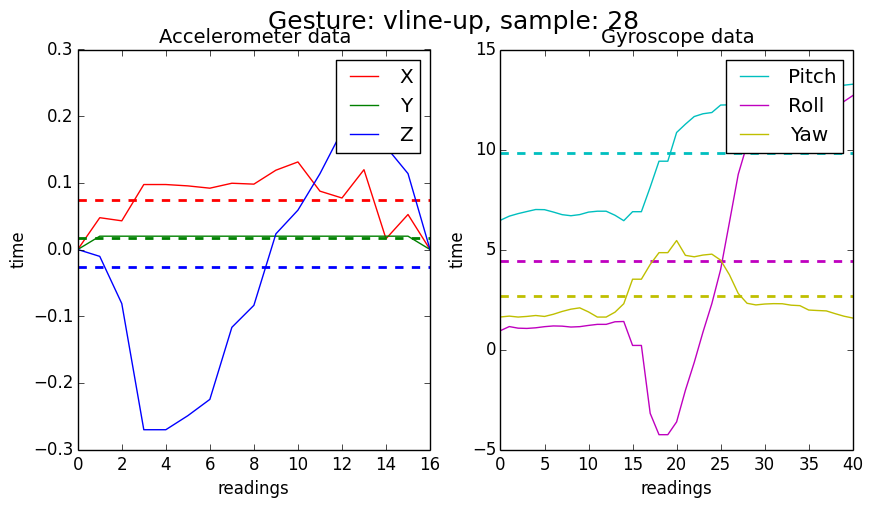 Gesture: vline-up, sample: 28
Accelerometer data
0.3
0.2
0.1
0.0
−0.1
−0.2
−0.3
time
0 2 4 6 8 10 12 14 16
readings
X
Y
Z
Gyroscope data
15
10
5
0
−5
time
0 5 10 15 20 25 30 35 40
readings
Pitch
Roll
Yaw